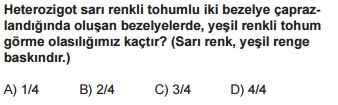 Heterozigot sarı renkli tohumlu iki bezelye çapraz-
landığında oluşan bezelyelerde, yeşil renkli tohum
görme olasılığımız kaçtır? (Sarı renk, yeşil renge
baskındır.)
A) 1/4 B) 2/4 C) 3/4 D) 4/4